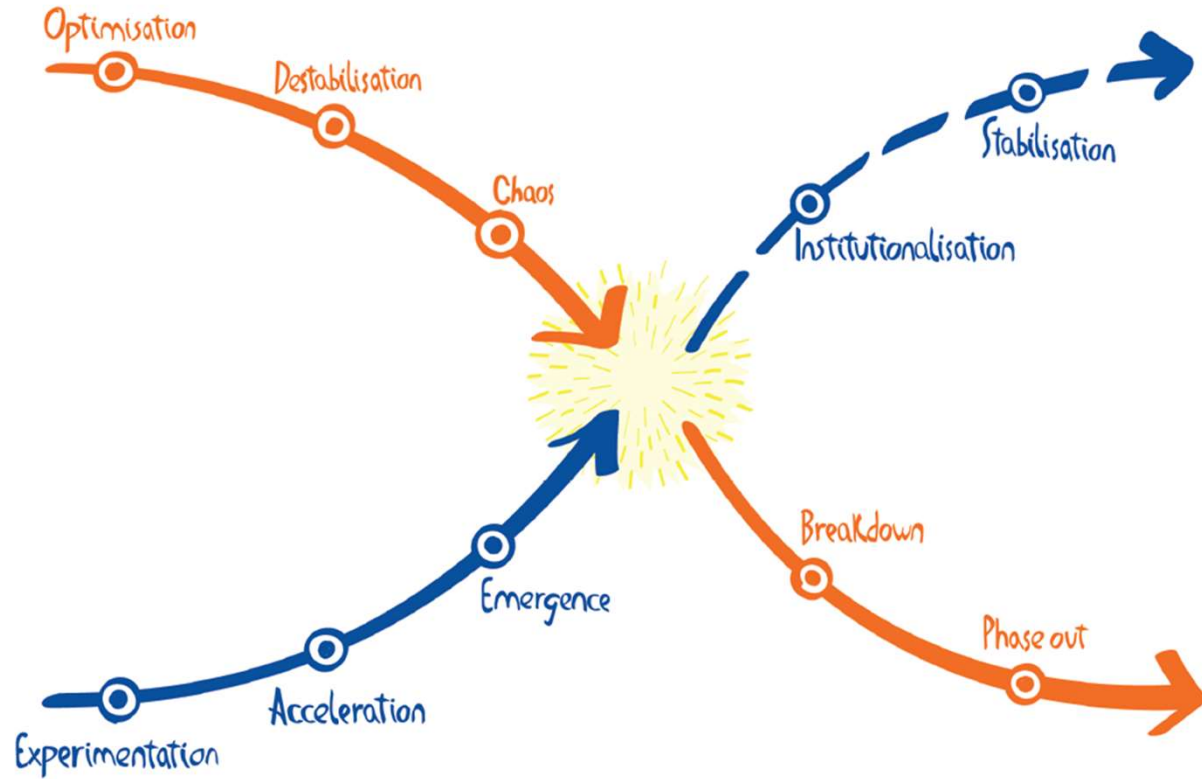 Optimisation
Destabilisation
Chaos
Stabilisation
Institutionalisation
Breakdown
Emergence
Phase out
Acceleration
Experimentation